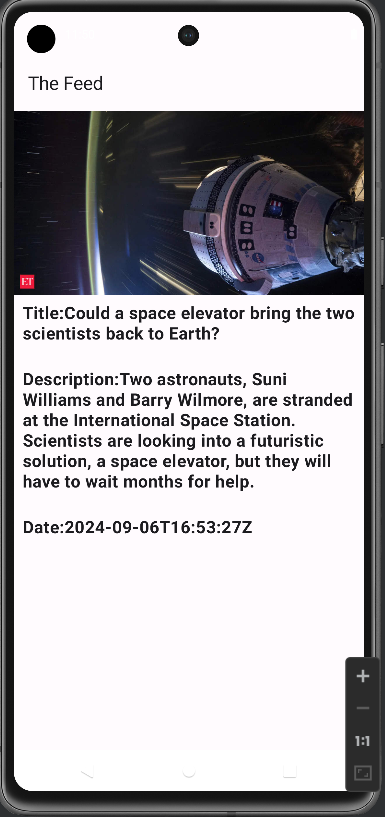 The Feed
ET
Title:Could a space elevator bring the two
scientists back to Earth?
Description:Two astronauts, Suni
Williams and Barry Wilmore, are stranded
at the International Space Station.
Scientists are looking into a futuristic
solution, a space elevator, but they will
have to wait months for help.
Date:2024-09-06T16:53:27Z
1:1